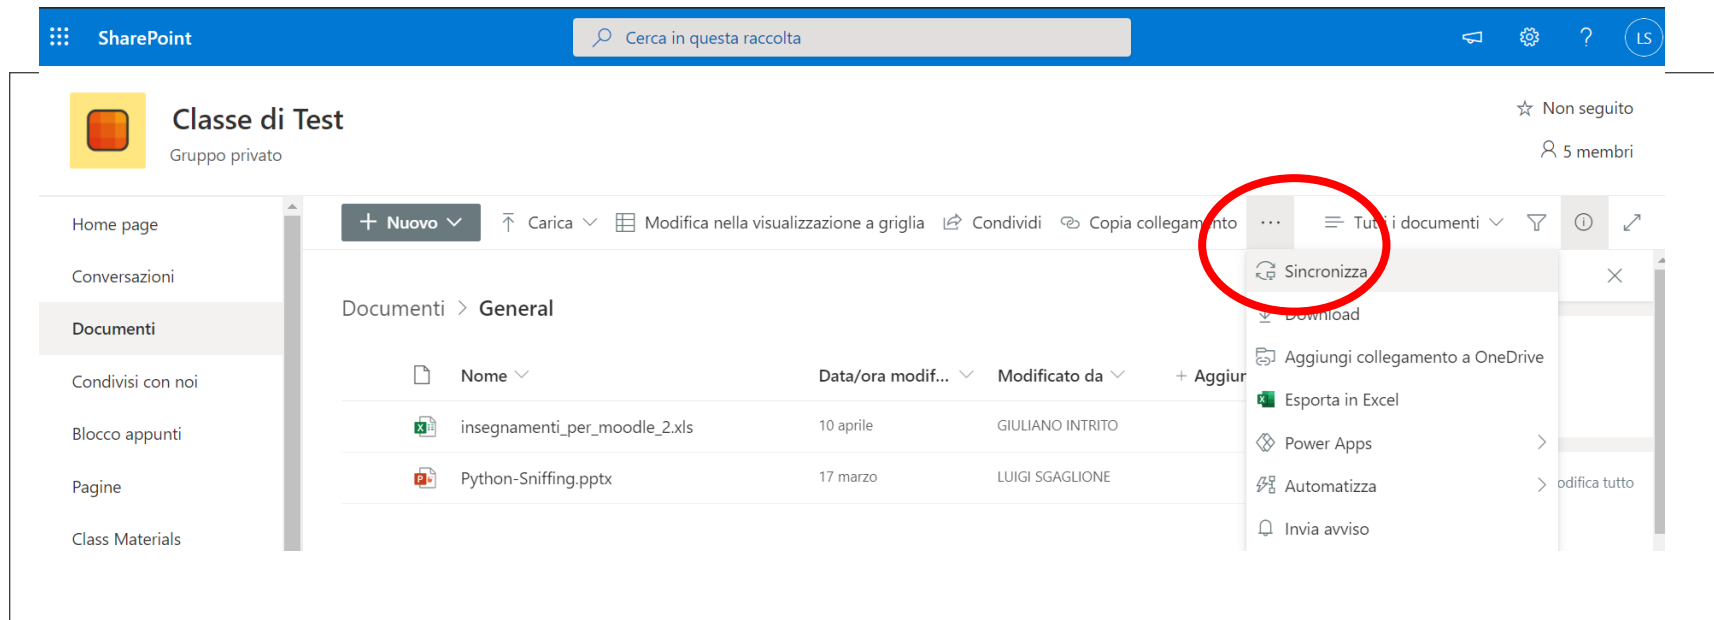 SharePoint
Cerca in questa raccolta
LS
Classe di Test
Gruppo privato
Non seguito
5 membri
Home page
Conversazioni
Documenti
Condivisi con noi
Blocco appunti
Pagine
Class Materials
Nuovo
Carica
Modifica nella visualizzazione a griglia
Condividi
Copia collegamento
Tutti i documenti
Documenti > General
Nome
Data/ora modif...
Modificato da
+ Aggiun
insegnamenti_per_moodle_2.xls
10 aprile
GIULIANO INTRITO
Python-Sniffing.pptx
17 marzo
LUIGI SGAGLIONE
Sincronizza
Download
Aggiungi collegamento a OneDrive
Esporta in Excel
Power Apps
Automatizza
Invia avviso
odifica tutto